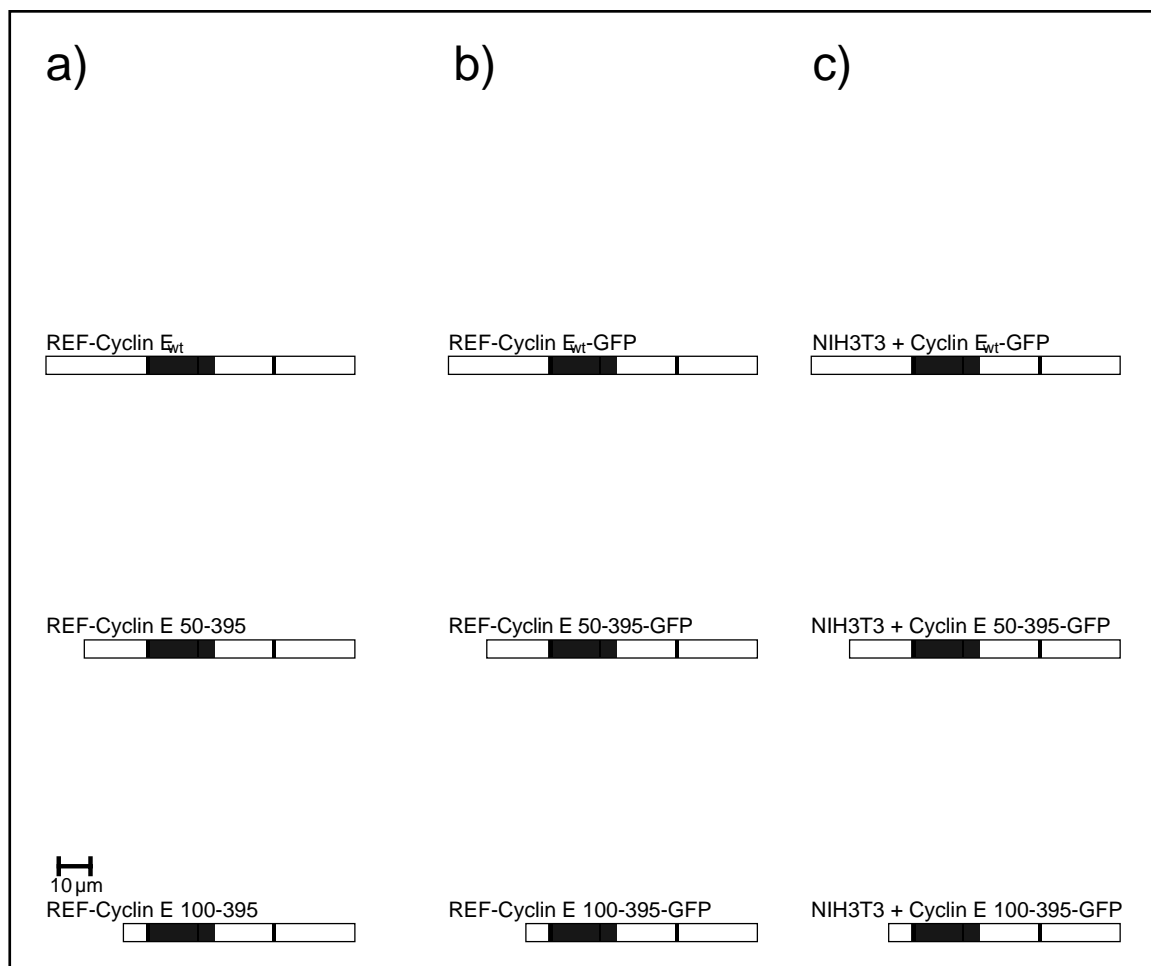 a) b) c)
REF-Cyclin Ewt REF-Cyclin Ewt-GFP NIH3T3 + Cyclin Ewt-GFP
REF-Cyclin E 50-395 REF-Cyclin E 50-395-GFP NIH3T3 + Cyclin E 50-395-GFP
10 µm
REF-Cyclin E 100-395 REF-Cyclin E 100-395-GFP NIH3T3 + Cyclin E 100-395-GFP